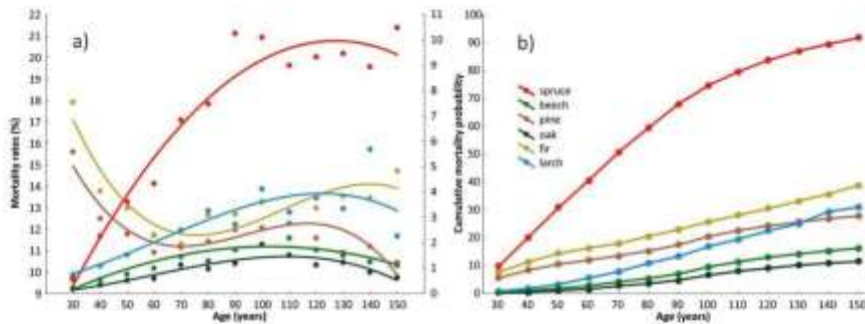 a)
Mortality rates (%)
22
21
20
19
18
17
16
15
14
13
12
11
10
9
11
10
9
8
7
6
5
4
3
2
1
0
30 40 50 60 70 80 90 100 110 120 130 140 150
Age (years)
b)
Cumulative mortality probability
100
90
80
70
60
50
40
30
20
10
0
spruce
beech
pine
oak
fir
larch
30 40 50 60 70 80 90 100 110 120 130 140 150
Age (years)